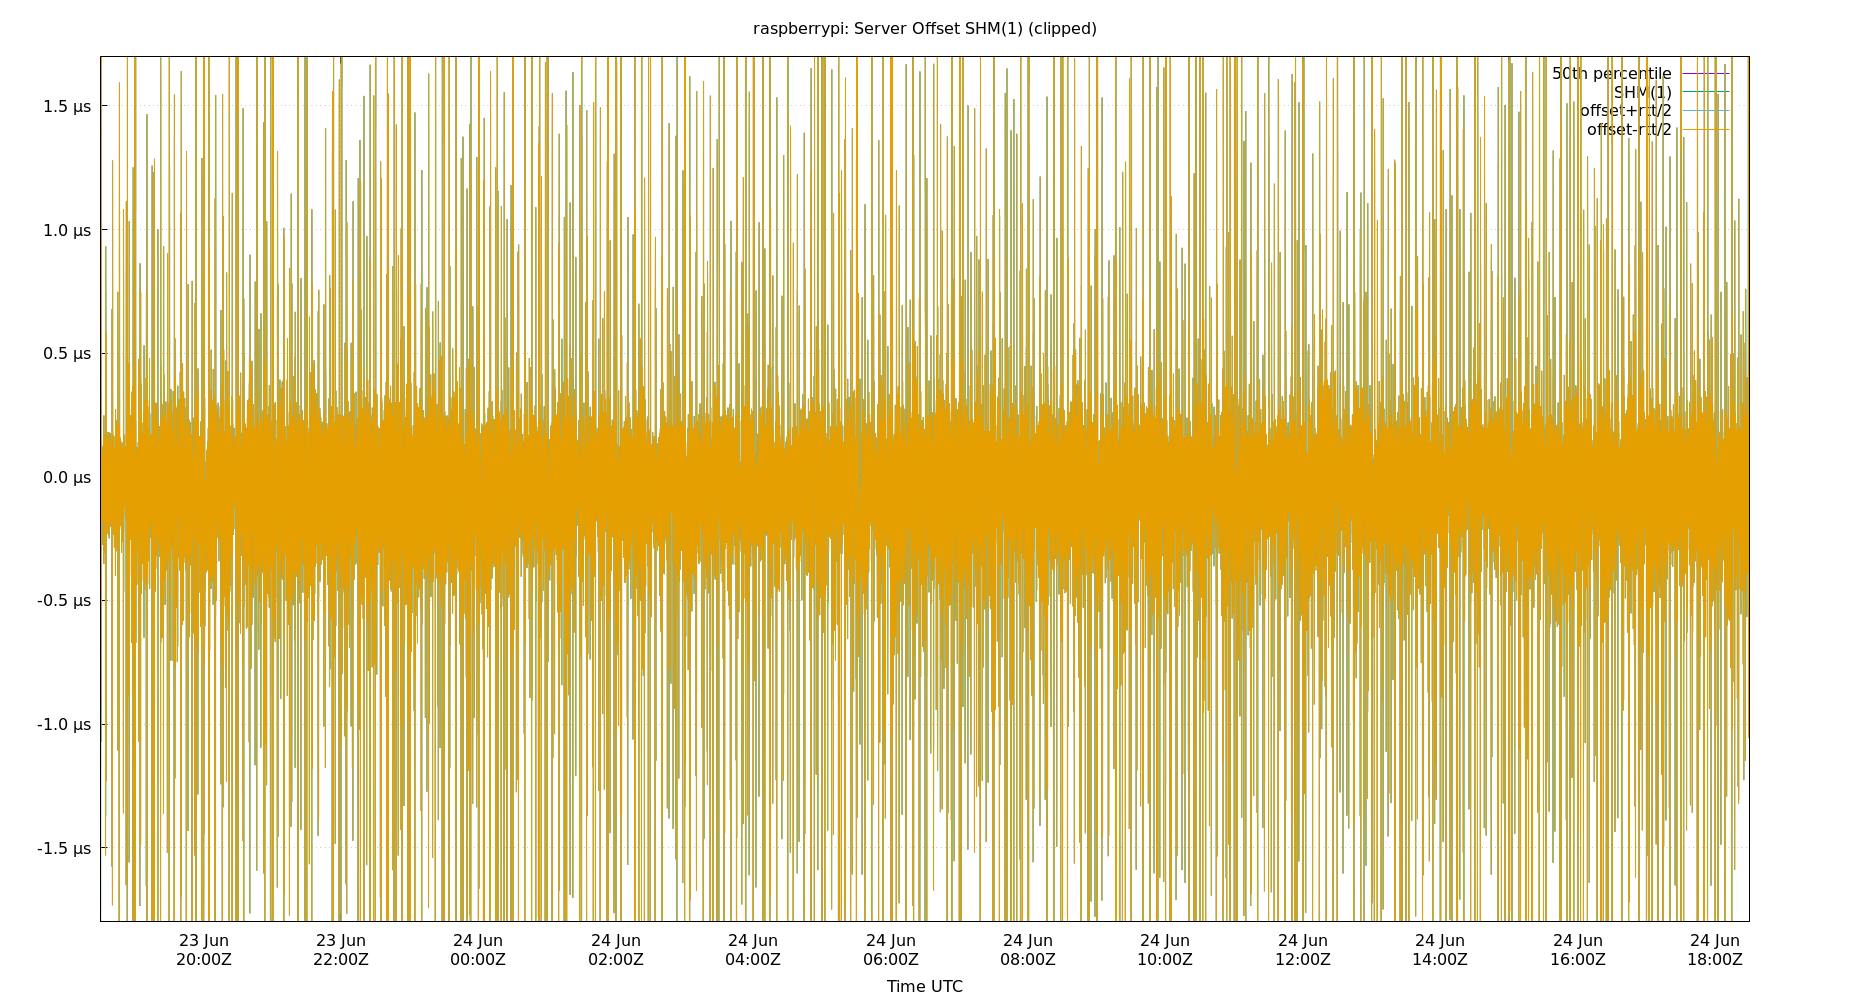 raspberrypi: Server Offset SHM(1) (clipped)
50th percentile
SHM(1)
offset+rtt/2
offset-rtt/2
1.5 µs
1.0 µs
0.5 µs
0.0 µs
-0.5 µs
-1.0 µs
-1.5 µs
23 Jun 23 Jun 24 Jun 24 Jun 24 Jun 24 Jun 24 Jun 24 Jun 24 Jun 24 Jun 24 Jun 24 Jun
20:00Z 22:00Z 00:00Z 02:00Z 04:00Z 06:00Z 08:00Z 10:00Z 12:00Z 14:00Z 16:00Z 18:00Z
Time UTC